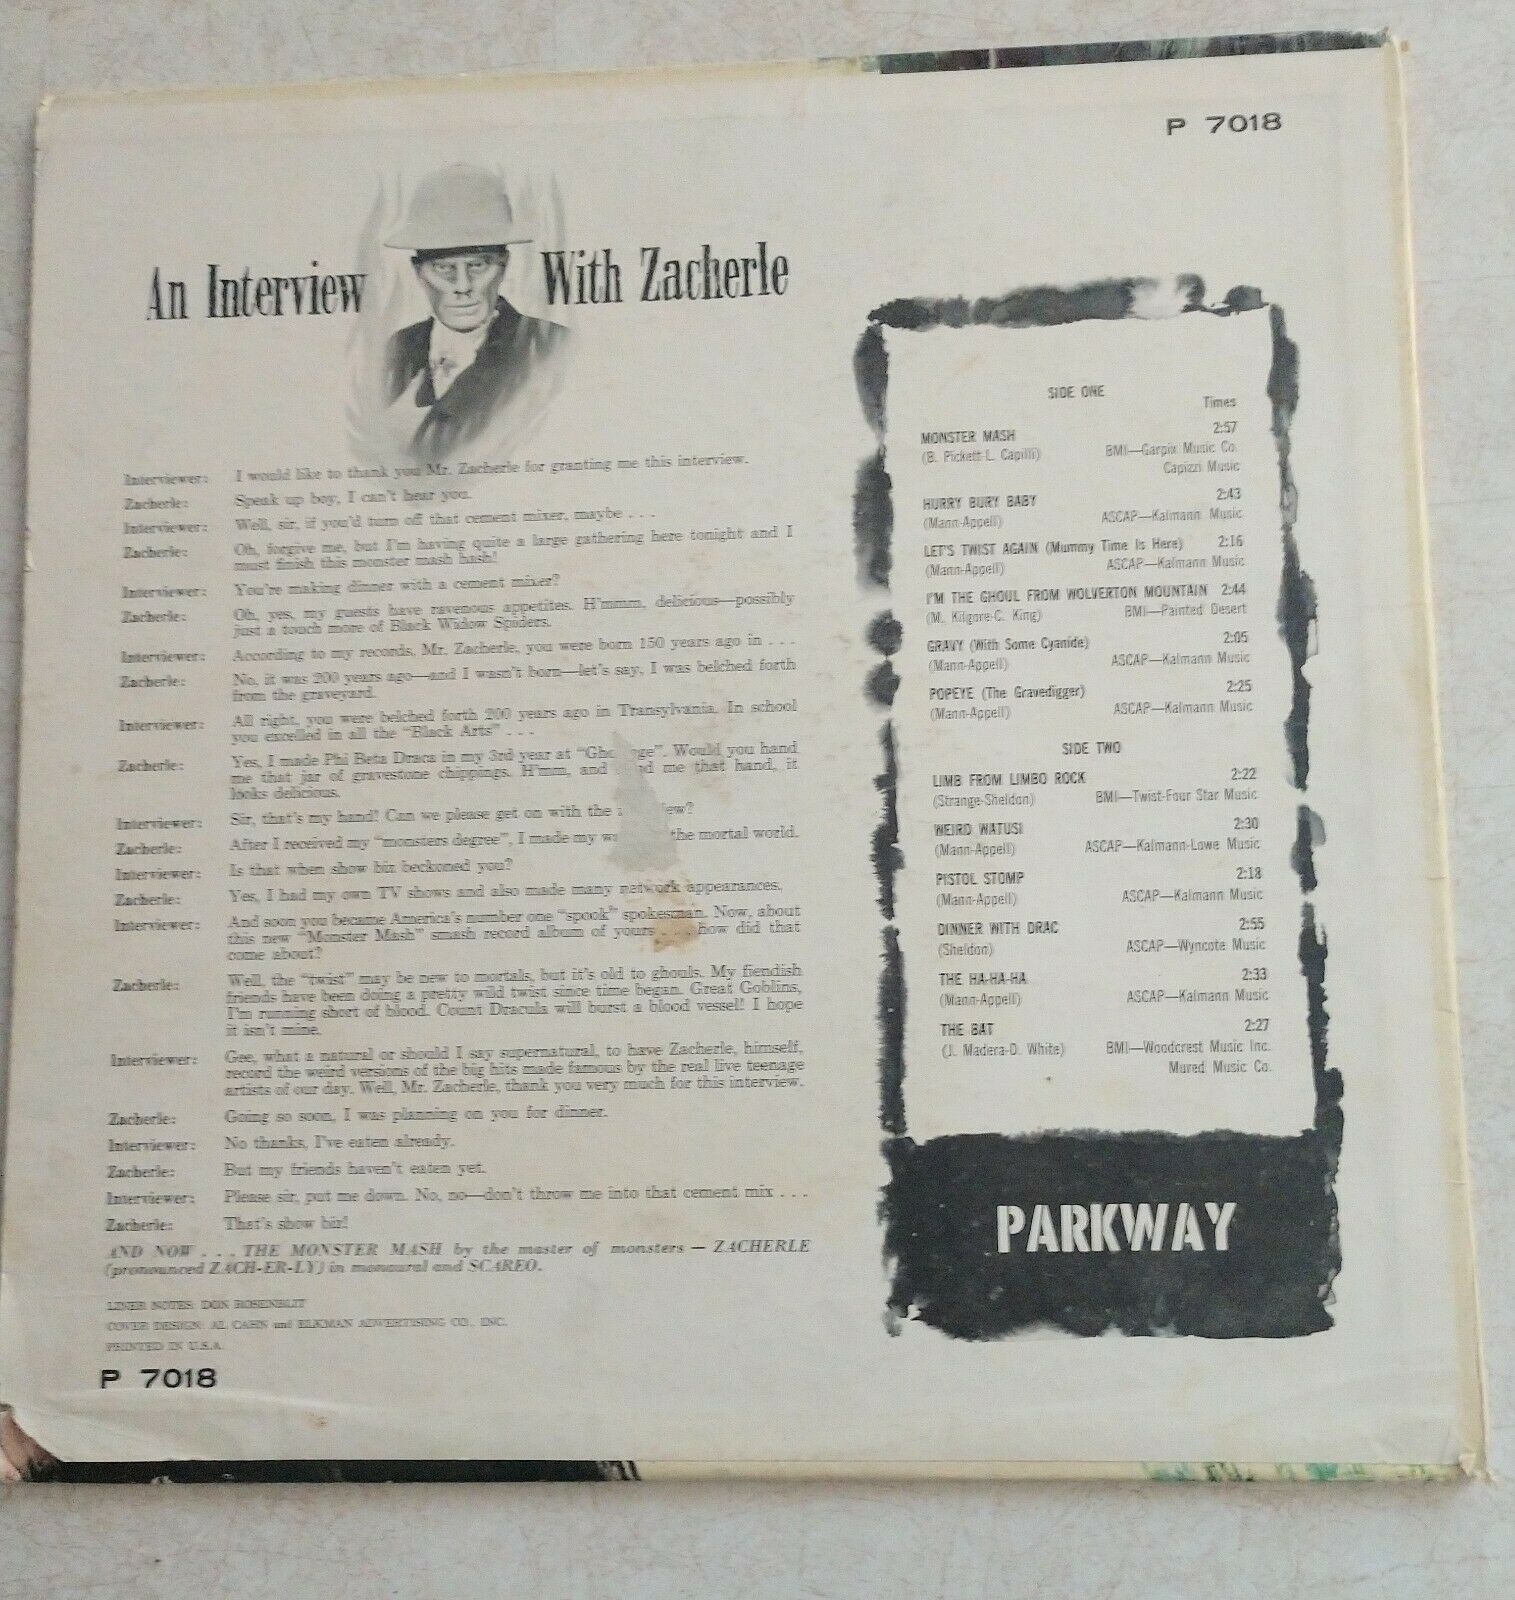 P 7018
An Interview With Zacherle
Interviewer: I would like to thank you Mr. Zacherle for granting me this interview.
Zacherle: Speak up boy, I can't hear you.
Interviewer: Well, sir, if you'd turn off that cement mixer, maybe . . .
Zacherle: Oh, forgive me, but I'm having quite a large gathering here tonight and I
must finish this monster mash hash!
Interviewer: You're making dinner with a cement mixer?
Zacherle: Oh, yes, my guests have ravenous appetites. H'mmm, delicious—possibly
just a touch more of Black Widow Spiders.
Interviewer: According to my records, Mr. Zacherle, you were born 150 years ago in . . .
Zacherle: No, it was 200 years ago—and I wasn't born—let's say, I was belched forth
from the graveyard.
Interviewer: All right, you were belched forth 200 years ago in Transylvania. In school
you excelled in all the "Black Arts" . . .
Zacherle: Yes, I made Phi Beta Draca in my 3rd year at "Gho ge". Would you hand
me that jar of gravestone chippings. H'mm, and me that hand, it
looks delicious.
Interviewer: Sir, that's my hand! Can we please get on with the
Zacherle: After I received my "monsters degree", I made my the mortal world.
Interviewer: Is that when show biz beckoned you?
Zacherle: Yes, I had my own TV shows and also made many network appearances.
Interviewer: And soon you became America's number one "spook" spokesman. Now, about
this new "Monster Mash" smash record album of yours . . . how did that
come about?
Zacherle: Well, the "twist" may be new to mortals, but it's old to ghouls. My fiendish
friends have been doing a pretty wild twist since time began. Great Goblins,
I'm running short of blood. Count Dracula will burst a blood vessel! I hope
it isn't mine.
Interviewer: Gee, what a natural or should I say supernatural, to have Zacherle, himself,
record the weird versions of the big hits made famous by the real live teenage
artists of our day. Well, Mr. Zacherle, thank you very much for this interview.
Zacherle: Going so soon, I was planning on you for dinner.
Interviewer: No thanks, I've eaten already.
Zacherle: But my friends haven't eaten yet.
Interviewer: Please sir, put me down. No, no—don't throw me into that cement mix . . .
Zacherle: That's show biz!
AND NOW . . . THE MONSTER MASH by the master of monsters — ZACHERLE
(pronounced ZACH-ER-LY) in monaural and SCAREO.
LINER NOTES: DON ROSENBLIT
COVER DESIGN: AL CAHN and ELKMAN ADVERTISING CO., INC.
PRINTED IN U.S.A.
P 7018
SIDE ONE
Times
MONSTER MASH 2:57
(B. Pickett-L. Capilli) BMI—Garpix Music Co.
Capizzi Music
HURRY BURY BABY 2:43
(Mann-Appell) ASCAP—Kalmann Music
LET'S TWIST AGAIN (Mummy Time Is Here) 2:16
(Mann-Appell) ASCAP—Kalmann Music
I'M THE GHOUL FROM WOLVERTON MOUNTAIN 2:44
(M. Kilgore-C. King) BMI—Painted Desert
GRAVY (With Some Cyanide) 2:05
(Mann-Appell) ASCAP—Kalmann Music
POPEYE (The Gravedigger) 2:25
(Mann-Appell) ASCAP—Kalmann Music
SIDE TWO
LIMB FROM LIMBO ROCK 2:22
(Strange-Sheldon) BMI—Twist-Four Star Music
WEIRD WATUSI 2:30
(Mann-Appell) ASCAP—Kalmann-Lowe Music
PISTOL STOMP 2:18
(Mann-Appell) ASCAP—Kalmann Music
DINNER WITH DRAC 2:55
(Sheldon) ASCAP—Wyncote Music
THE HA-HA-HA 2:33
(Mann-Appell) ASCAP—Kalmann Music
THE BAT 2:27
(J. Madera-D. White) BMI—Woodcrest Music Inc.
Mured Music Co.
PARKWAY